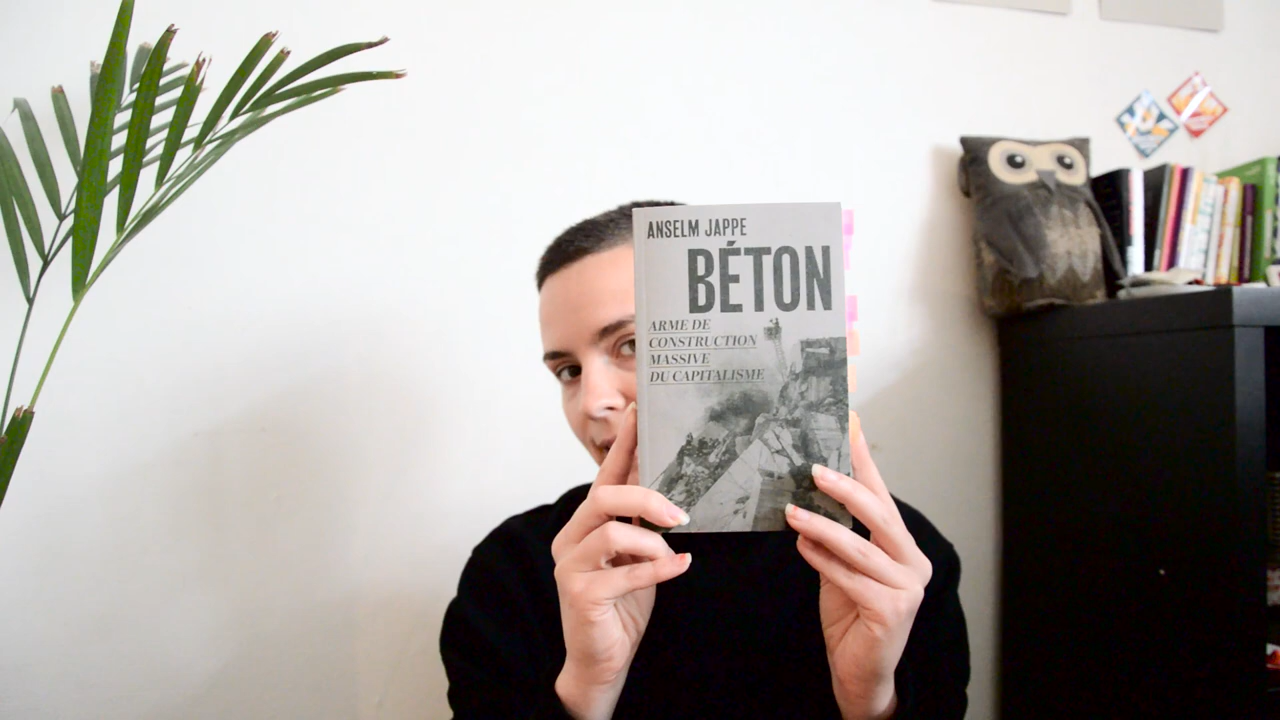 ANSELM JAPPE
BÉTON
ARME DE
CONSTRUCTION
MASSIVE
DU CAPITALISME